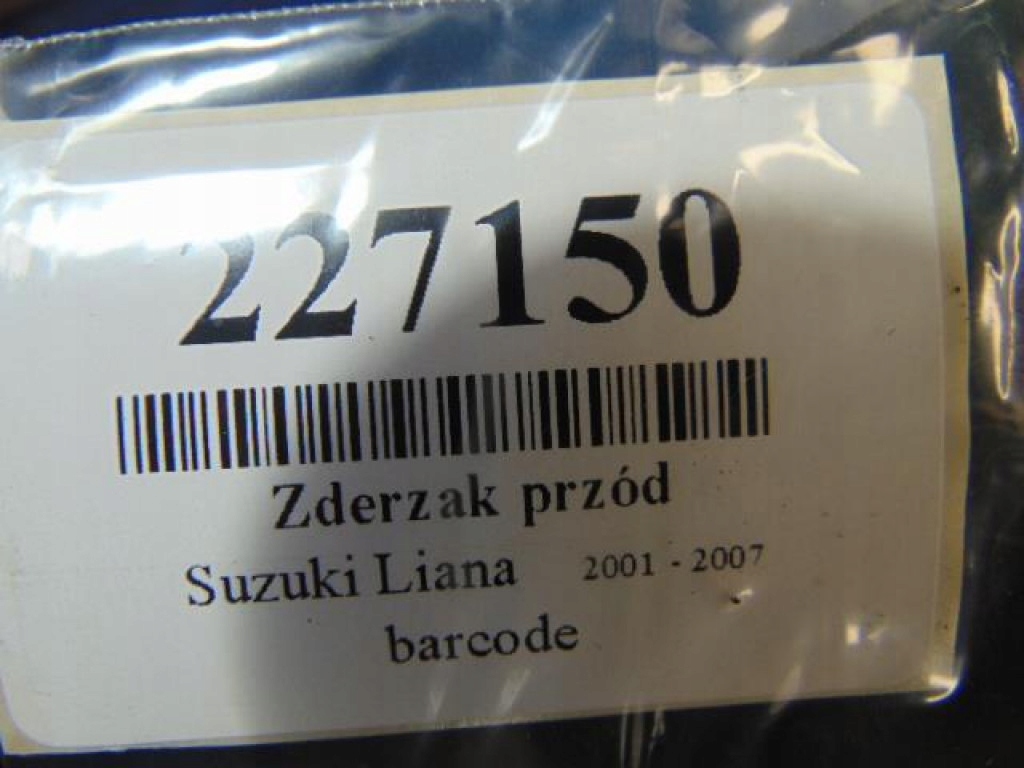 227150
Zderzak przód
Suzuki Liana 2001 - 2007
barcode